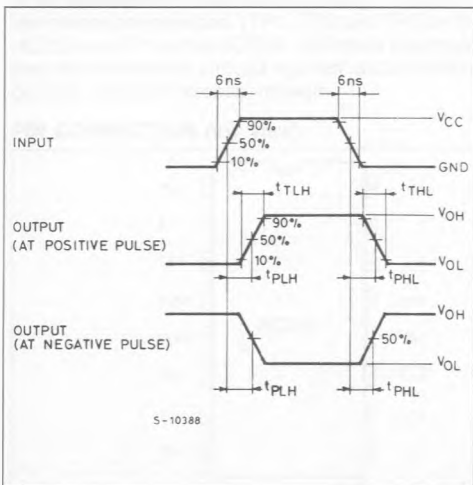 6ns 6ns
90% VCC
INPUT 50%
10% GND
tTLH tTHL
90% VOH
OUTPUT 50%
(AT POSITIVE PULSE) 10% VOL
tPLH tPHL
VOH
OUTPUT 50%
(AT NEGATIVE PULSE) VOL
tPLH tPHL
S-10388